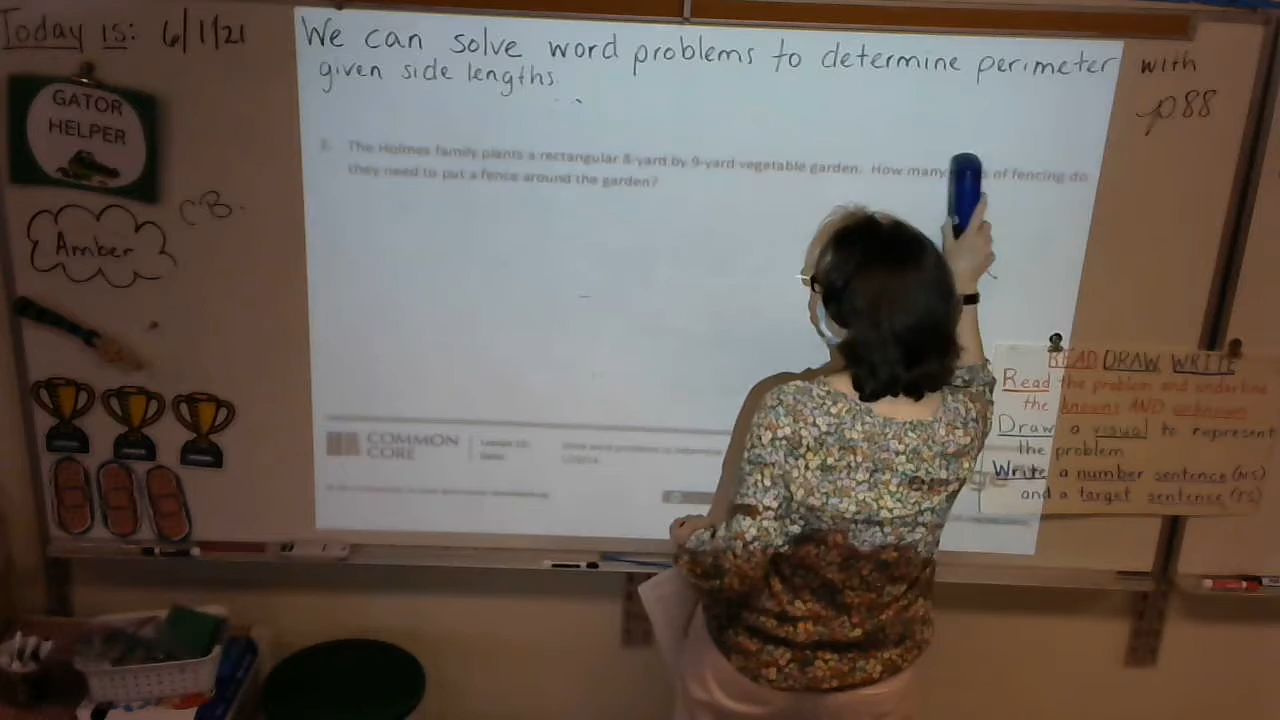 Today is: 6/1/21
We can solve word problems to determine perimeter with
given side lengths.
p.88
GATOR
HELPER
CB.
Amber
The Holmes family plants a rectangular 8-yard by 9-yard vegetable garden. How many of fencing do
they need to put a fence around the garden?
COMMON
CORE
READ DRAW WRITE
Read the problem and underline
the knowns AND unknown
Draw a visual to represent
the problem
Write a number sentence (NS)
and a target sentence (TS)